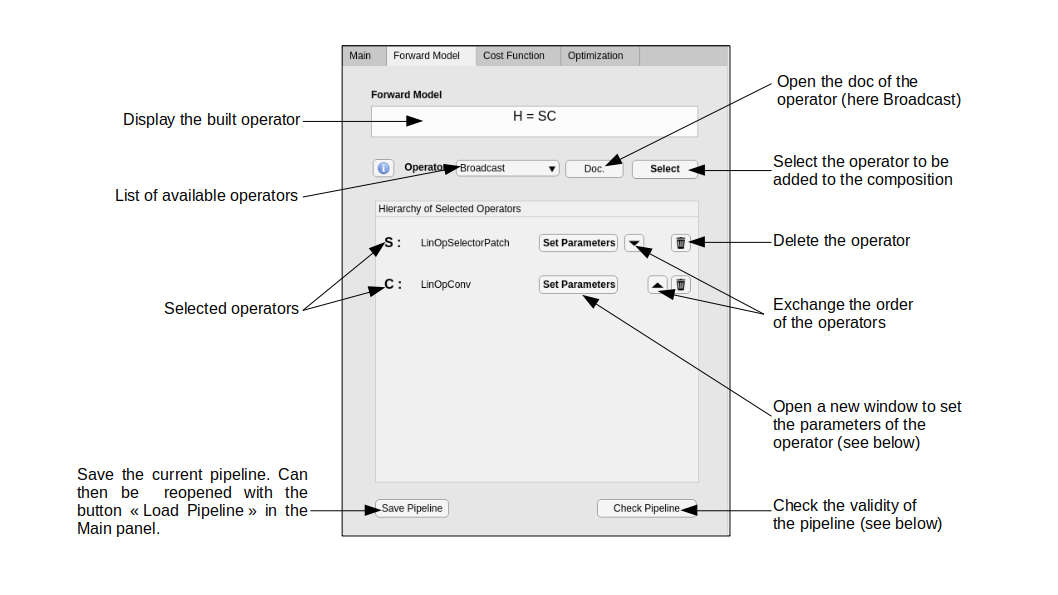 Main Forward Model Cost Function Optimization
Forward Model
H = SC
Operator Broadcast Doc. Select
Hierarchy of Selected Operators
S : LinOpSelectorPatch Set Parameters
C : LinOpConv Set Parameters
Save Pipeline Check Pipeline
Display the built operator
List of available operators
Selected operators
Save the current pipeline. Can
then be reopened with the
button « Load Pipeline » in the
Main panel.
Open the doc of the
operator (here Broadcast)
Select the operator to be
added to the composition
Delete the operator
Exchange the order
of the operators
Open a new window to set
the parameters of the
operator (see below)
Check the validity of
the pipeline (see below)